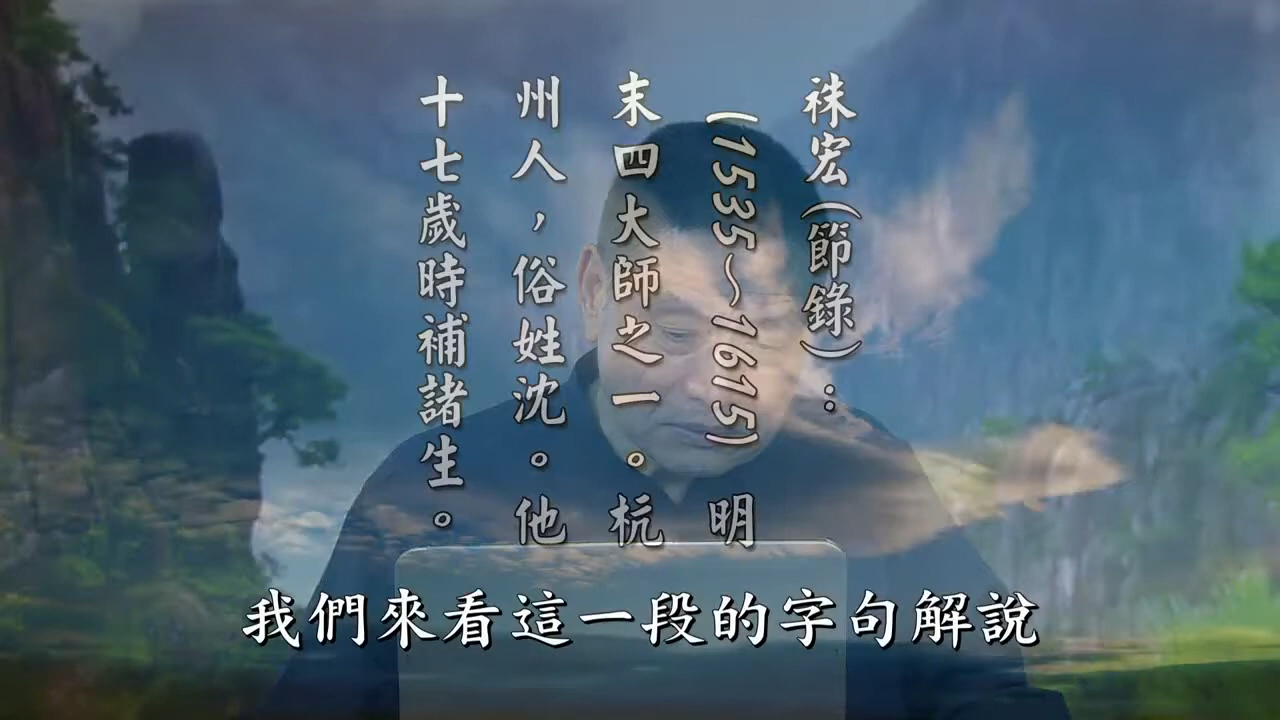 袾宏(節錄):
(1535~1615) 明
末四大師之一。杭
州人,俗姓沈。他
十七歲時補諸生。
我們來看這一段的字句解說